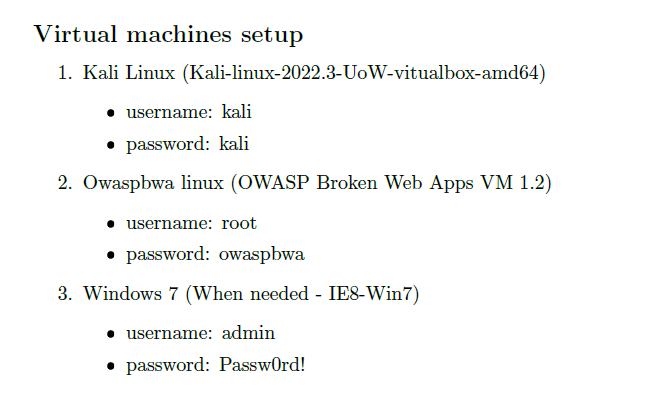 Virtual machines setup
1. Kali Linux (Kali-linux-2022.3-UoW-vitualbox-amd64)
• username: kali
• password: kali
2. Owaspbwa linux (OWASP Broken Web Apps VM 1.2)
• username: root
• password: owaspbwa
3. Windows 7 (When needed - IE8-Win7)
• username: admin
• password: Passw0rd!